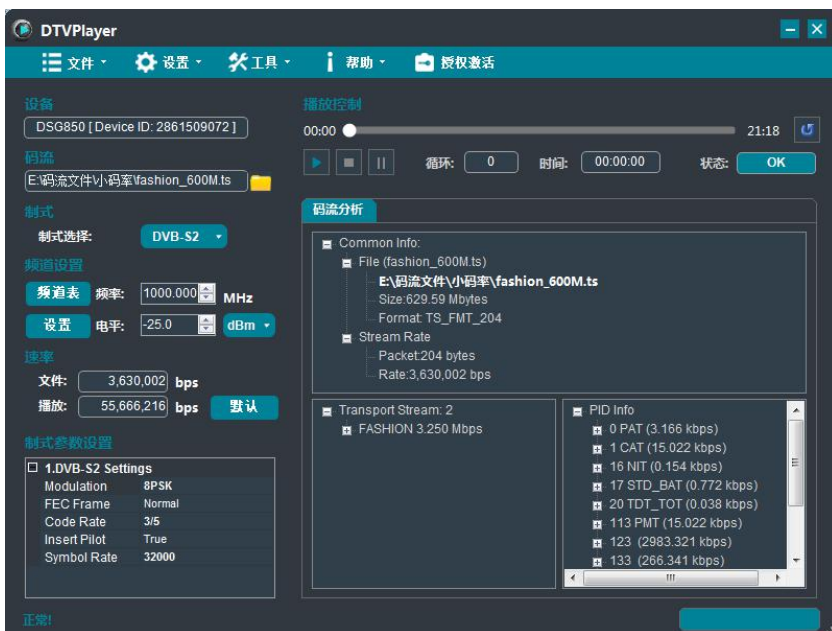 DTVPlayer
文件 设置 工具 帮助 授权激活
设备
DSG850 [ Device ID: 2861509072 ]
码流
E:\码流文件\小码率\fashion_600M.ts
制式
制式选择: DVB-S2
频道设置
频道表 频率: 1000.000 MHz
设置 电平: -25.0 dBm
速率
文件: 3,630,002 bps
播放: 55,666,216 bps 默认
制式参数设置
1.DVB-S2 Settings
Modulation 8PSK
FEC Frame Normal
Code Rate 3/5
Insert Pilot True
Symbol Rate 32000
正常!
播放控制
00:00 21:18
循环: 0 时间: 00:00:00 状态: OK
码流分析
Common Info:
File (fashion_600M.ts)
E:\码流文件\小码率\fashion_600M.ts
Size:629.59 Mbytes
Format: TS_FMT_204
Stream Rate
Packet:204 bytes
Rate:3,630,002 bps
Transport Stream: 2
FASHION 3.250 Mbps
PID Info
0 PAT (3.166 kbps)
1 CAT (15.022 kbps)
16 NIT (0.154 kbps)
17 STD_BAT (0.772 kbps)
20 TDT_TOT (0.038 kbps)
113 PMT (15.022 kbps)
123 (2983.321 kbps)
133 (266.341 kbps)